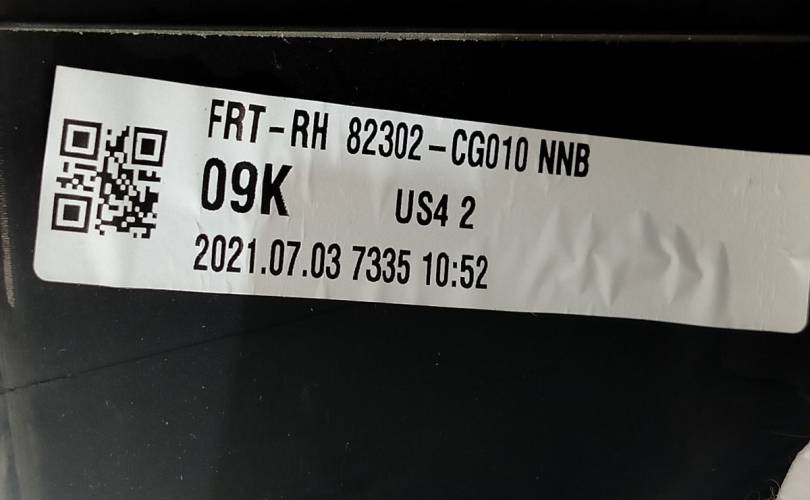 FRT-RH 82302-CG010 NNB
09K US4 2
2021.07.03 7335 10:52